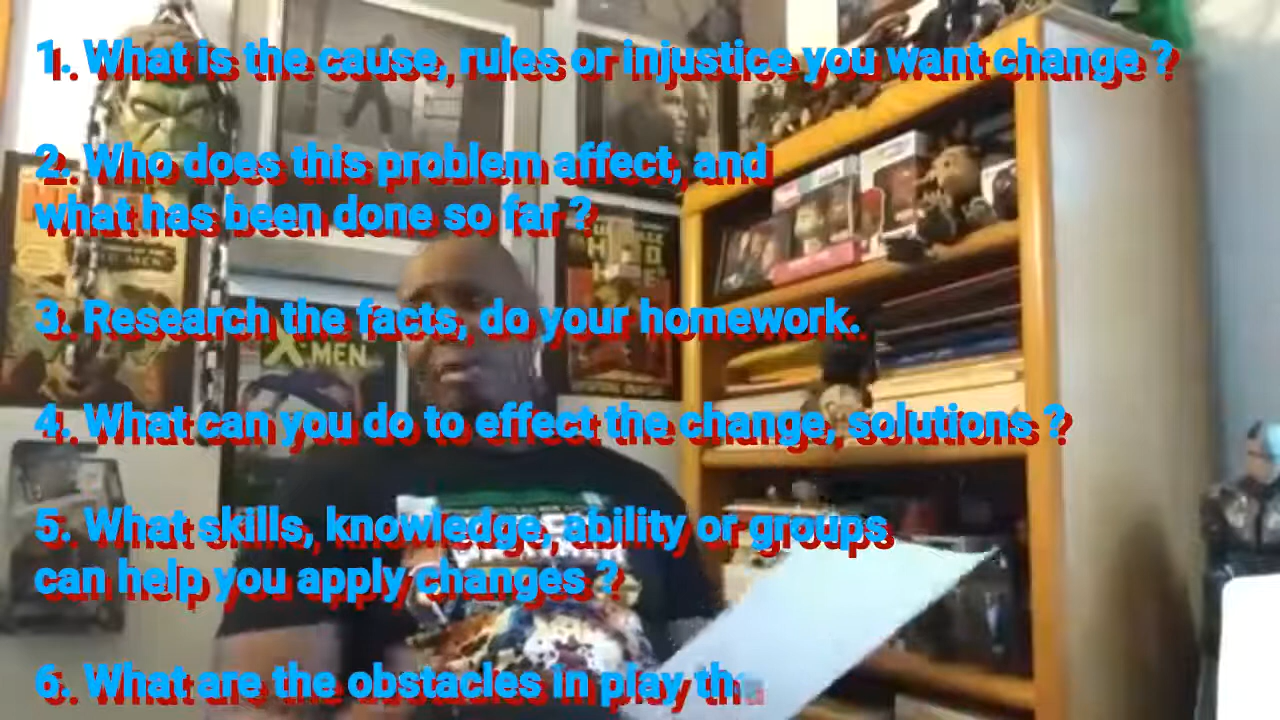 1. What is the cause, rules or injustice you want change ?
2. Who does this problem affect, and
what has been done so far ?
3. Research the facts, do your homework.
X
MEN
4. What can you do to effect the change, solutions ?
5. What skills, knowledge, ability or groups
can help you apply changes ?
6. What are the obstacles in play